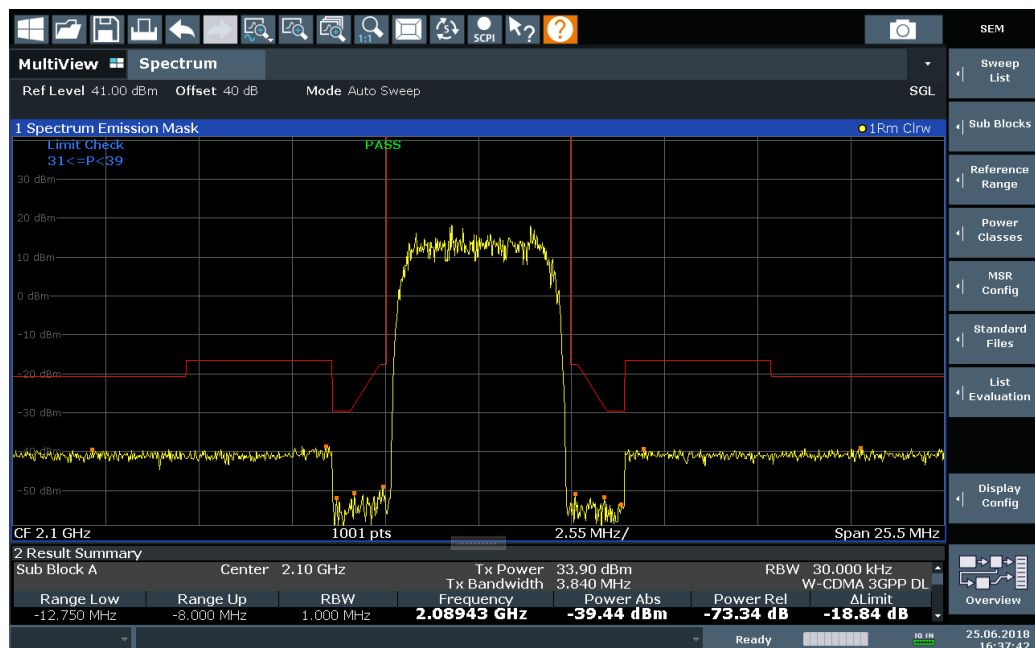 1:1
SCPI
?
?
SEM
MultiView Spectrum
Sweep List
Ref Level 41.00 dBm Offset 40 dB Mode Auto Sweep SGL
1 Spectrum Emission Mask 1Rm Clrw
Sub Blocks
Limit Check PASS
31<=P<39
Reference Range
30 dBm
20 dBm
Power Classes
10 dBm
MSR Config
0 dBm
-10 dBm
Standard Files
-20 dBm
List Evaluation
-30 dBm
-50 dBm
Display Config
CF 2.1 GHz 1001 pts 2.55 MHz/ Span 25.5 MHz
2 Result Summary
Sub Block A Center 2.10 GHz Tx Power 33.90 dBm RBW 30.000 kHz
Tx Bandwidth 3.840 MHz W-CDMA 3GPP DL
Range Low Range Up RBW Frequency Power Abs Power Rel ΔLimit
-12.750 MHz -8.000 MHz 1.000 MHz 2.08943 GHz -39.44 dBm -73.34 dB -18.84 dB
Overview
Ready IQ IN 25.06.2018
16:37:42